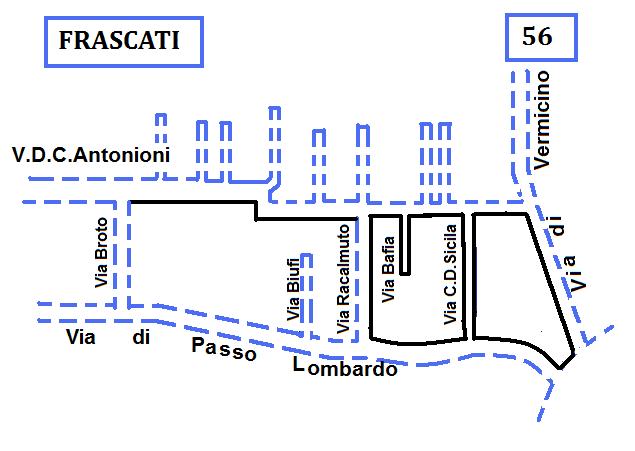 FRASCATI
56
Vermicino
V.D.C.Antonioni
Via di
Via Broto
Via Biufi
Via Racalmuto
Via Bafia
Via C.D.Sicila
Via di Passo Lombardo